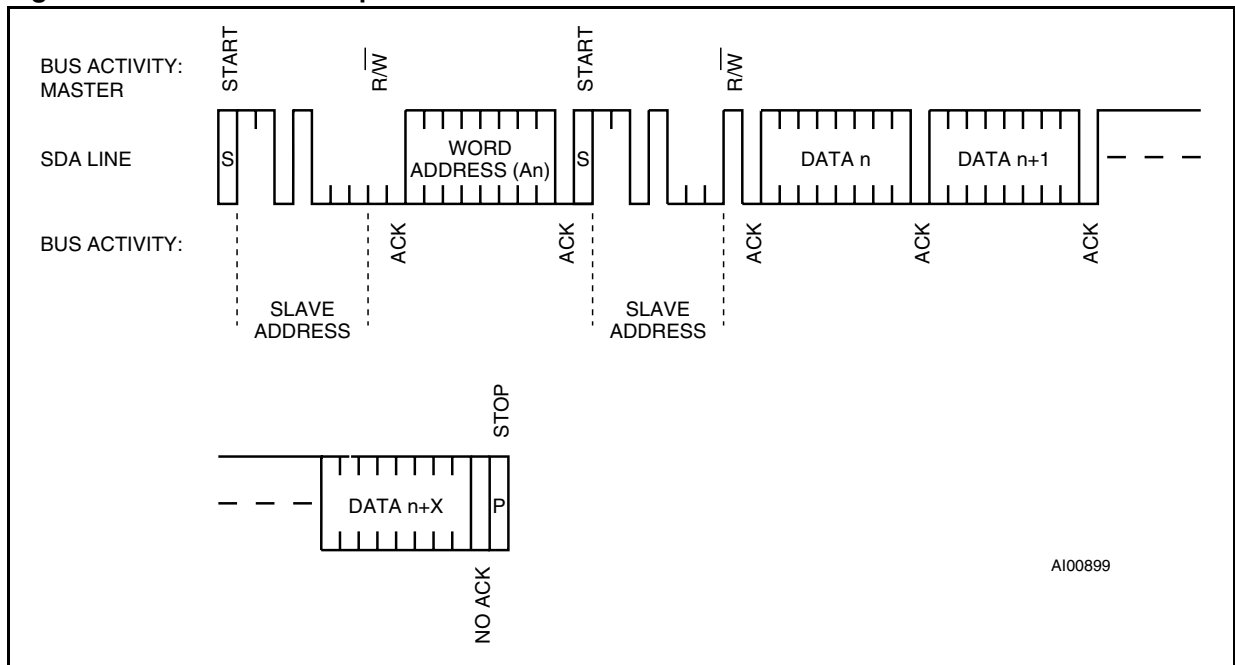 BUS ACTIVITY:
MASTER
START
R/W
START
R/W
SDA LINE
S
WORD
ADDRESS (An)
S
DATA n
DATA n+1
BUS ACTIVITY:
ACK
ACK
ACK
ACK
ACK
SLAVE
ADDRESS
SLAVE
ADDRESS
STOP
DATA n+X
P
NO ACK
AI00899